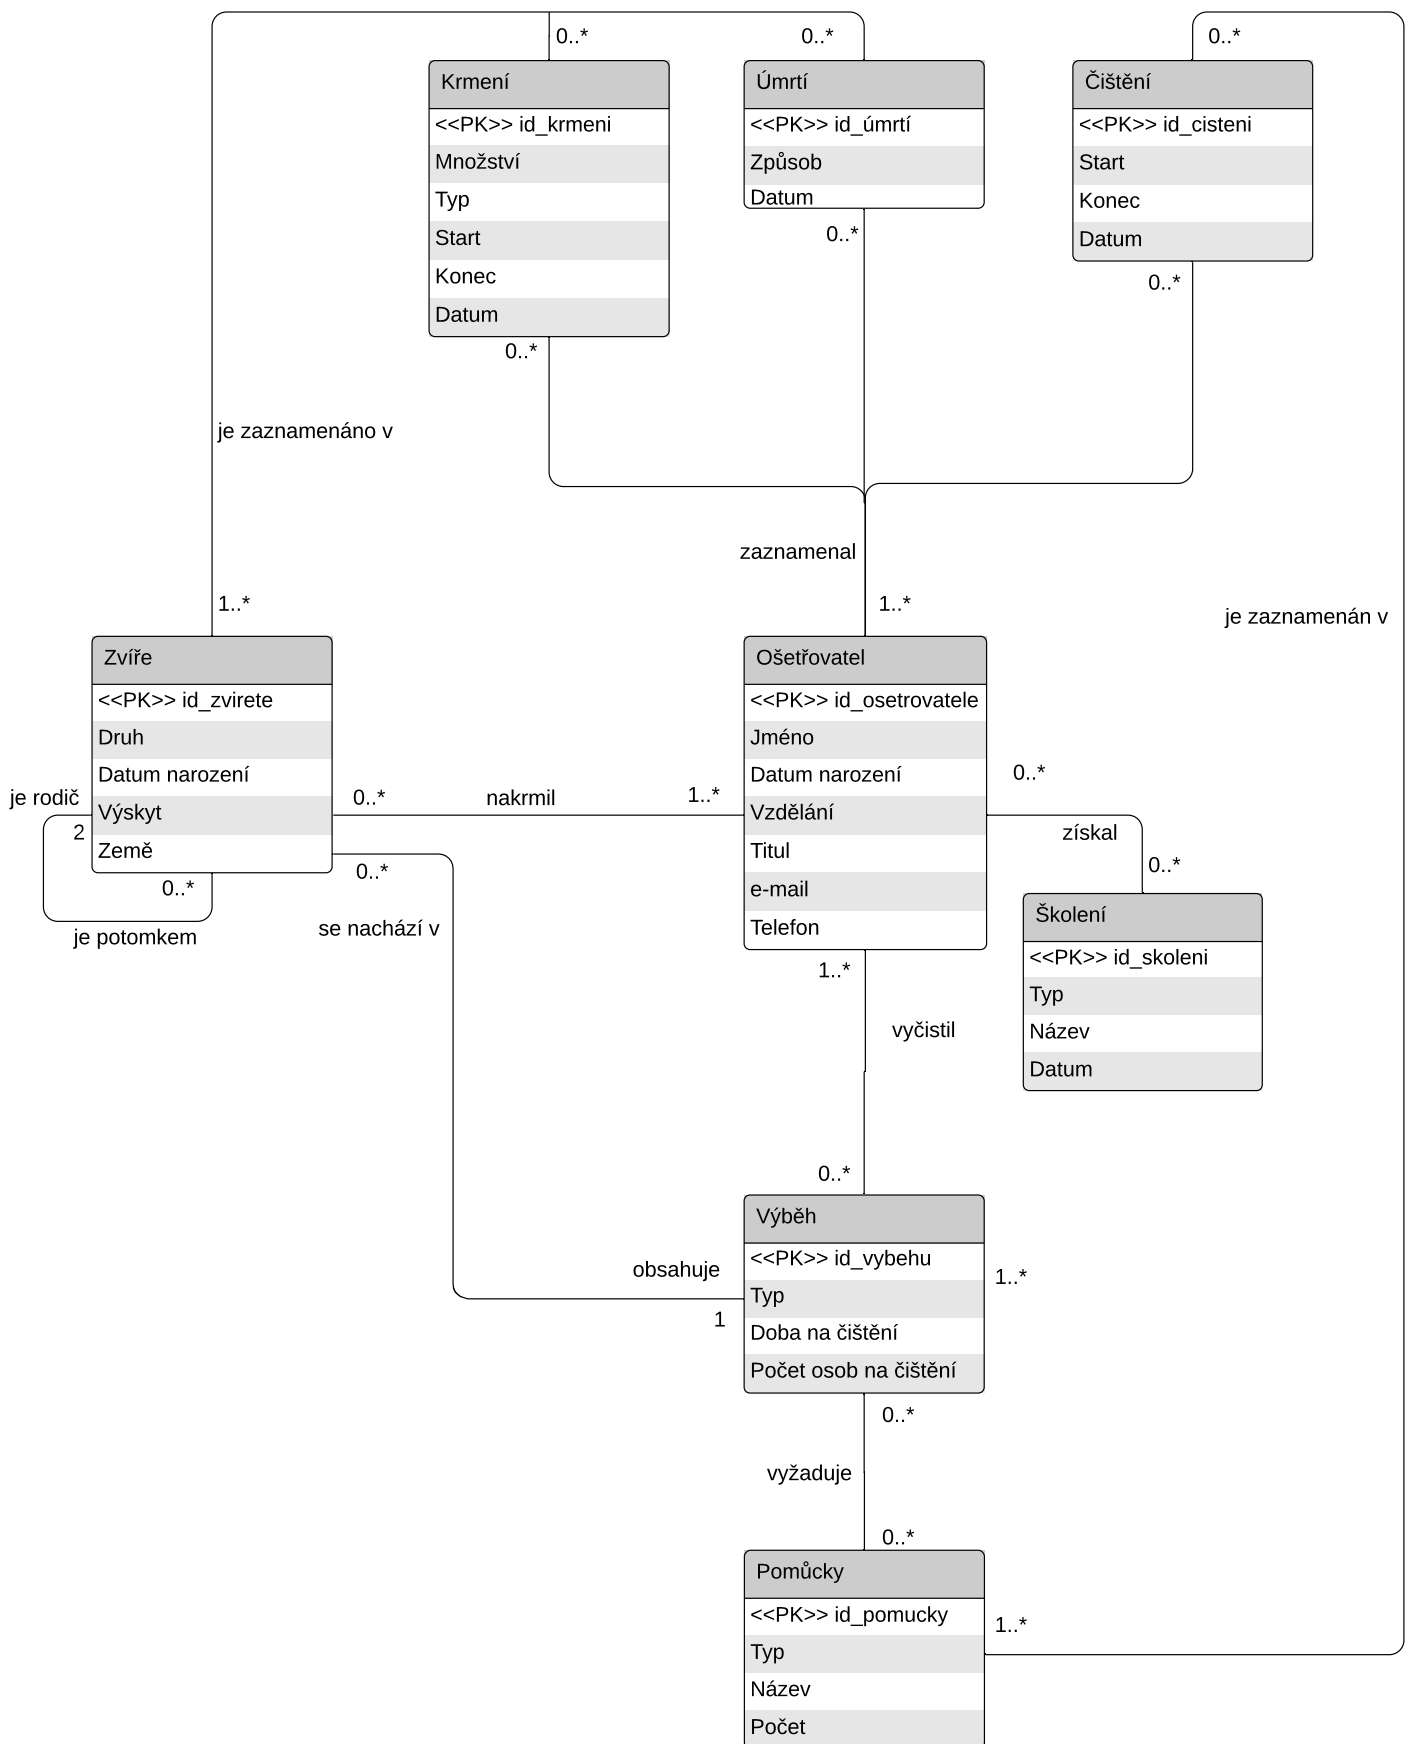 0..*
0..*
0..*
Krmení
<<PK>> id_krmeni
Množství
Typ
Start
Konec
Datum
0..*
Úmrtí
<<PK>> id_úmrtí
Způsob
Datum
0..*
Čištění
<<PK>> id_cisteni
Start
Konec
Datum
0..*
je zaznamenáno v
zaznamenal
1..*
1..*
je zaznamenán v
Zvíře
<<PK>> id_zvirete
Druh
Datum narození
Výskyt
Země
je rodič
2
0..*
je potomkem
0..*
nakrmil
1..*
0..*
se nachází v
Ošetřovatel
<<PK>> id_osetrovatele
Jméno
Datum narození
Vzdělání
Titul
e-mail
Telefon
0..*
získal
0..*
Školení
<<PK>> id_skoleni
Typ
Název
Datum
1..*
vyčistil
0..*
obsahuje
1
Výběh
<<PK>> id_vybehu
Typ
Doba na čištění
Počet osob na čištění
1..*
0..*
vyžaduje
0..*
Pomůcky
<<PK>> id_pomucky
Typ
Název
Počet
1..*